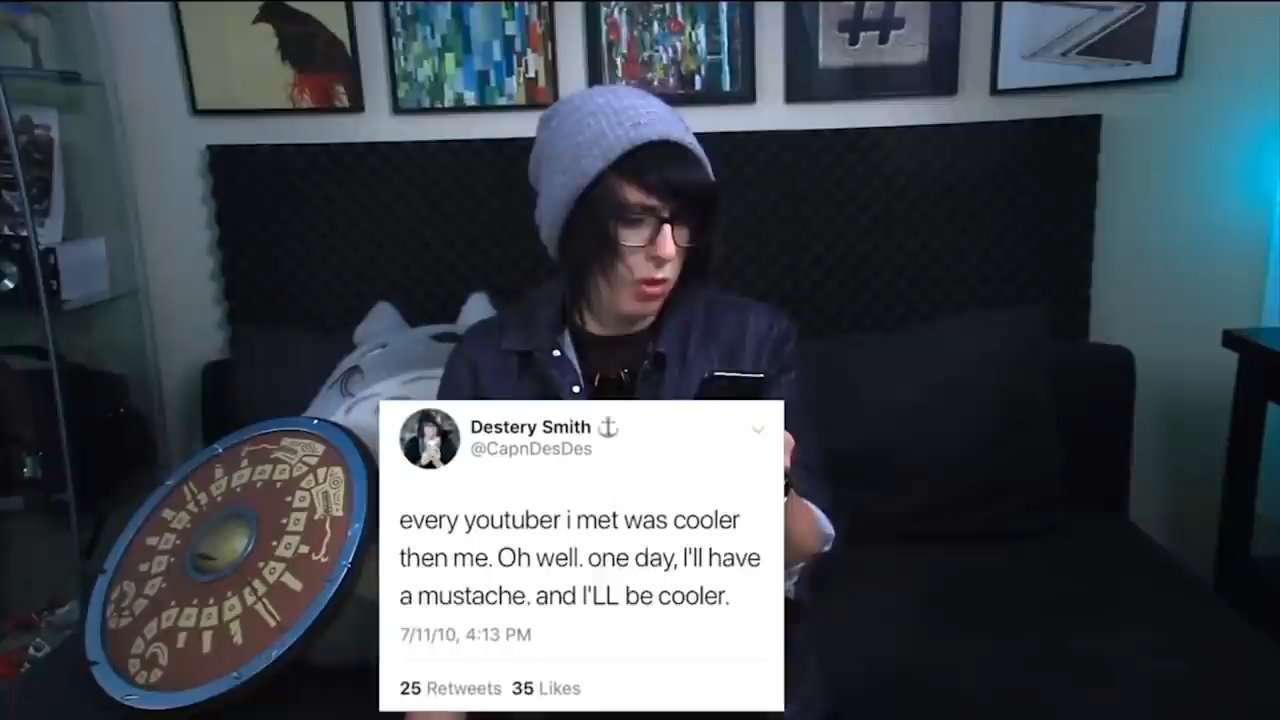 #
Destery Smith ⚓
@CapnDesDes
every youtuber i met was cooler
then me. Oh well. one day, I'll have
a mustache. and I'LL be cooler.
7/11/10, 4:13 PM
25 Retweets 35 Likes